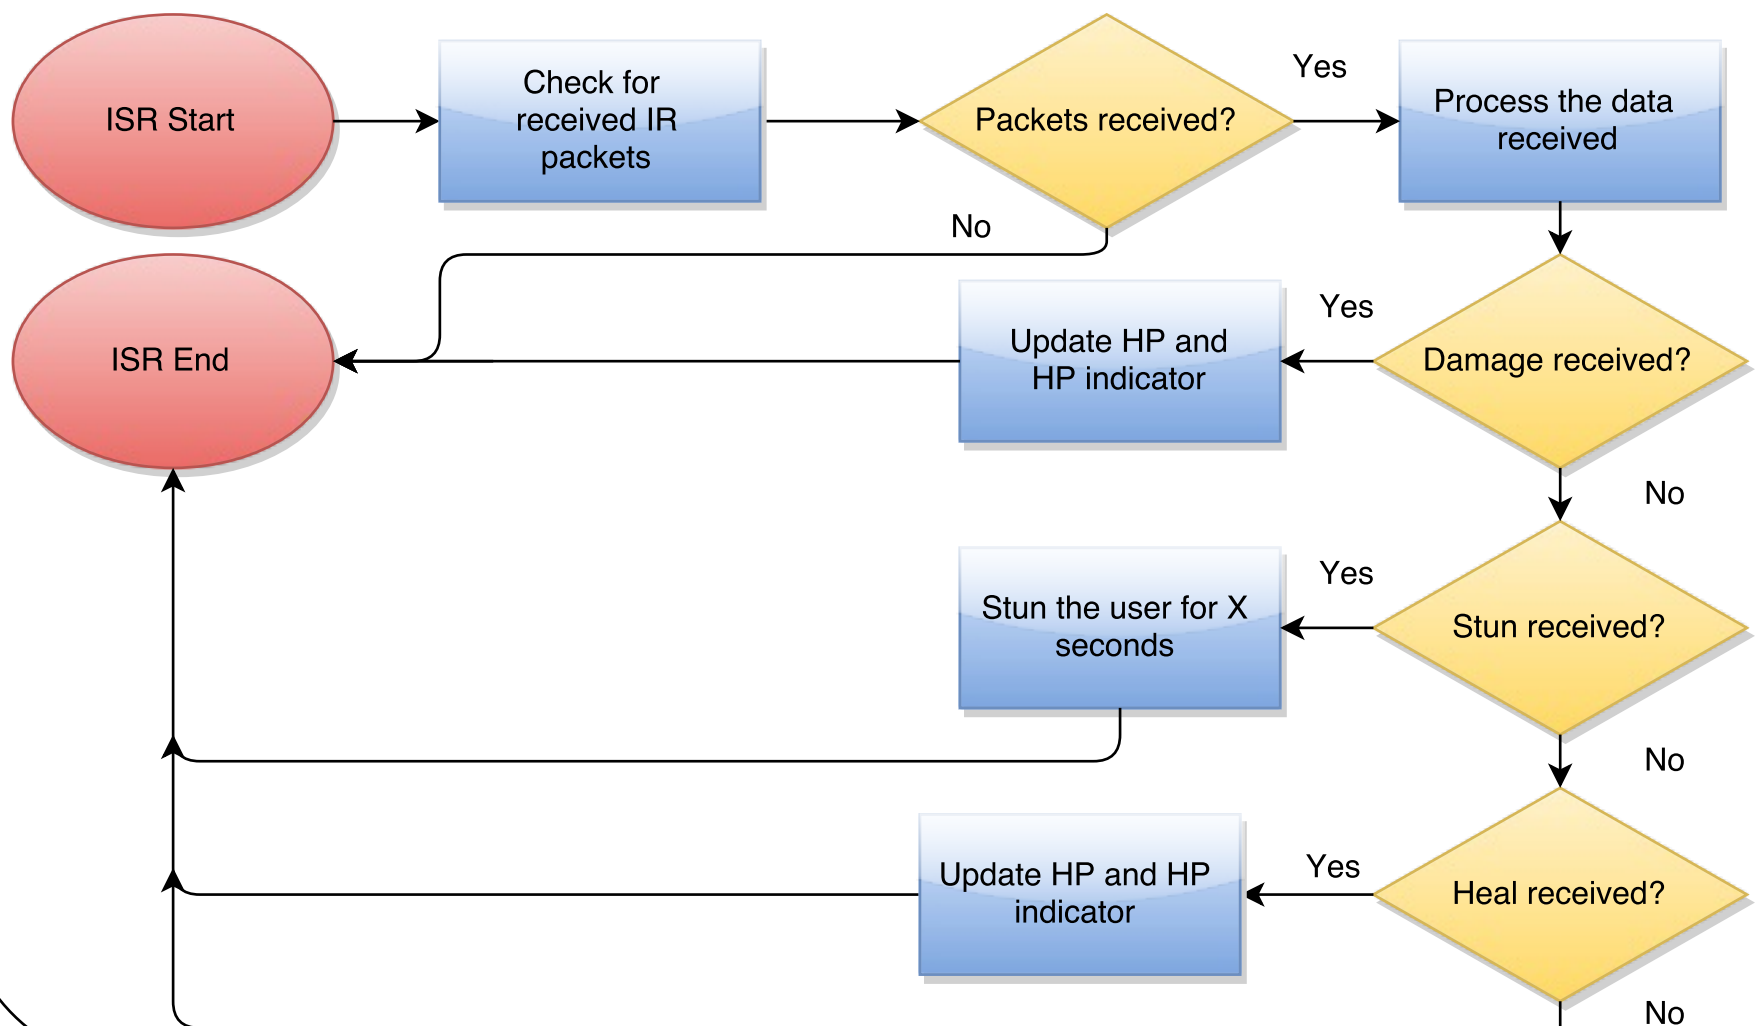 ISR Start
Check for
received IR
packets
Packets received?
Yes
Process the data
received
No
ISR End
Update HP and
HP indicator
Yes
Damage received?
No
Stun the user for X
seconds
Yes
Stun received?
No
Update HP and HP
indicator
Yes
Heal received?
No